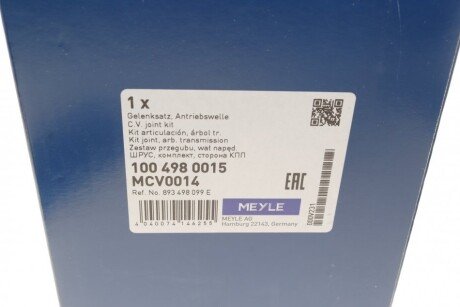 1 x
Gelenksatz, Antriebswelle
C.V. joint kit
Kit articulación, árbol tr.
Kit joint, arb. transmission
Zestaw przegubu, wał napęd.
ШРУС, комплект, сторона КПП
100 498 0015
MCV0014
Ref. No. 893 498 099 E
EAC
MEYLE
MEYLE AG
Hamburg 22143, Germany
4 040074 146255